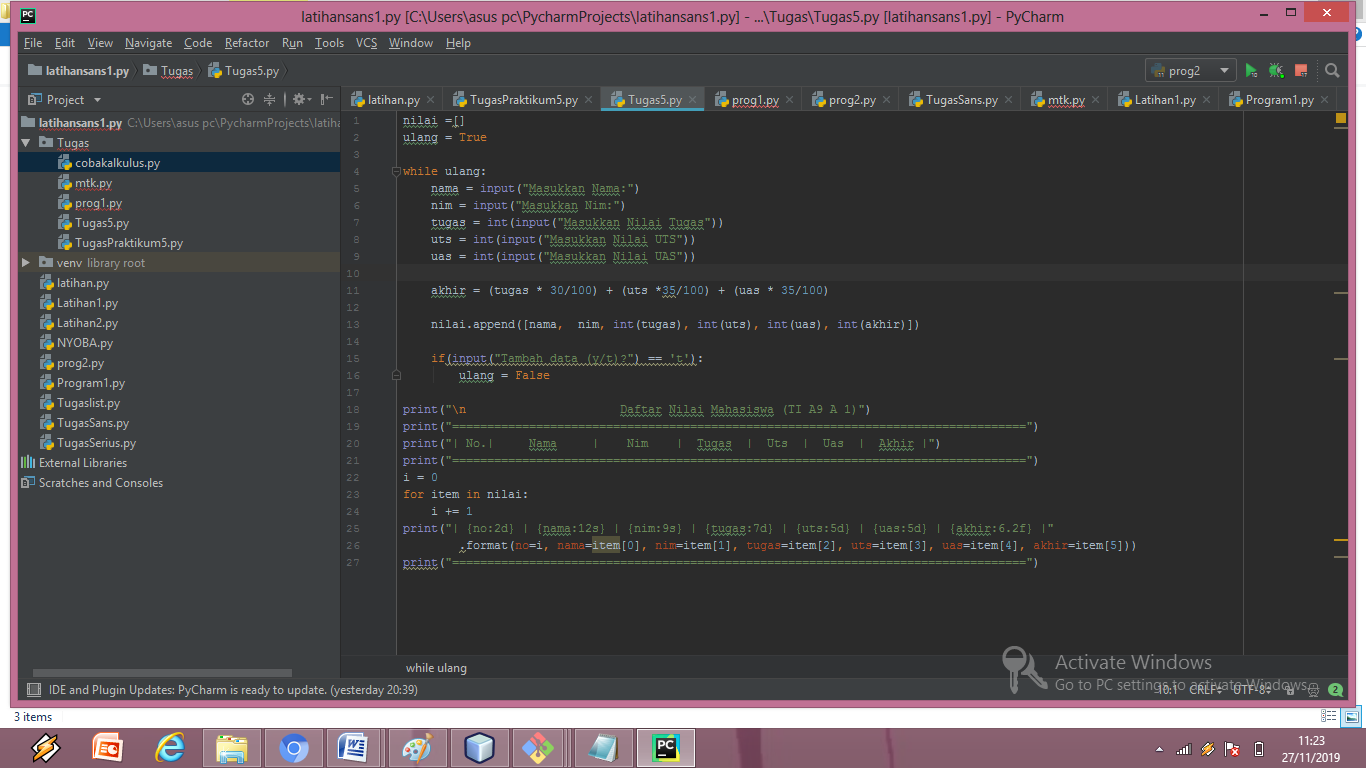 latihansans1.py [C:\Users\asus pc\PycharmProjects\latihansans1.py] - ...\Tugas\Tugas5.py [latihansans1.py] - PyCharm
File Edit View Navigate Code Refactor Run Tools VCS Window Help
latihansans1.py Tugas Tugas5.py prog2
Project latihan.py TugasPraktikum5.py Tugas5.py prog1.py prog2.py TugasSans.py mtk.py Latihan1.py Program1.py
latihansans1.py C:\Users\asus pc\PycharmProjects\latiha
Tugas
cobakalkulus.py
mtk.py
prog1.py
Tugas5.py
TugasPraktikum5.py
venv library root
latihan.py
Latihan1.py
Latihan2.py
NYOBA.py
prog2.py
Program1.py
Tugaslist.py
TugasSans.py
TugasSerius.py
External Libraries
Scratches and Consoles
1 nilai =[]
2 ulang = True
3
4 while ulang:
5 nama = input("Masukkan Nama:")
6 nim = input("Masukkan Nim:")
7 tugas = int(input("Masukkan Nilai Tugas"))
8 uts = int(input("Masukkan Nilai UTS"))
9 uas = int(input("Masukkan Nilai UAS"))
10
11 akhir = (tugas * 30/100) + (uts *35/100) + (uas * 35/100)
12
13 nilai.append([nama,  nim, int(tugas), int(uts), int(uas), int(akhir)])
14
15 if(input("Tambah data (y/t)?") == 't'):
16 ulang = False
17
18 print("\n                      Daftar Nilai Mahasiswa (TI A9 A 1)")
19 print("==================================================================================")
20 print("| No.|     Nama     |    Nim    |  Tugas  |  Uts  |  Uas  |  Akhir |")
21 print("==================================================================================")
22 i = 0
23 for item in nilai:
24 i += 1
25 print("| {no:2d} | {nama:12s} | {nim:9s} | {tugas:7d} | {uts:5d} | {uas:5d} | {akhir:6.2f} |"
26 .format(no=i, nama=item[0], nim=item[1], tugas=item[2], uts=item[3], uas=item[4], akhir=item[5]))
27 print("==================================================================================")
while ulang
Activate Windows
Go to PC settings to activate Windows.
IDE and Plugin Updates: PyCharm is ready to update. (yesterday 20:39) 10:1 CRLF UTF-8 2
3 items
11:23
27/11/2019